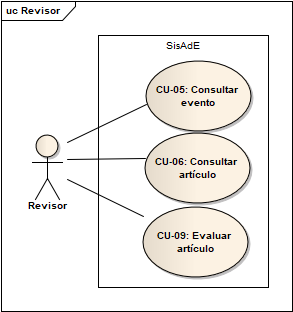 uc Revisor
SisAdE
CU-05: Consultar
evento
CU-06: Consultar
artículo
Revisor
CU-09: Evaluar
artículo